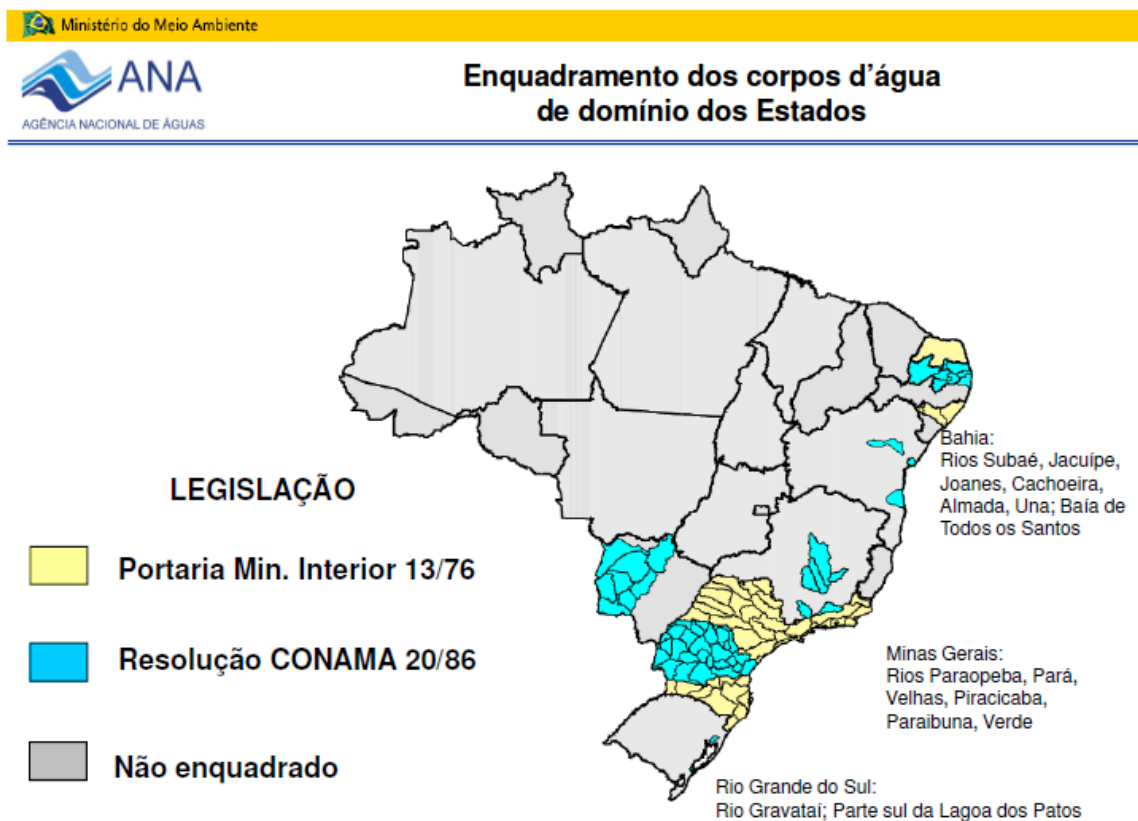 Ministério do Meio Ambiente
ANA
AGÊNCIA NACIONAL DE ÁGUAS
Enquadramento dos corpos d'água
de domínio dos Estados
Bahia:
Rios Subaé, Jacuípe,
Joanes, Cachoeira,
Almada, Una; Baía de
Todos os Santos
LEGISLAÇÃO
Portaria Min. Interior 13/76
Resolução CONAMA 20/86
Não enquadrado
Minas Gerais:
Rios Paraopeba, Pará,
Velhas, Piracicaba,
Paraibuna, Verde
Rio Grande do Sul:
Rio Gravataí; Parte sul da Lagoa dos Patos